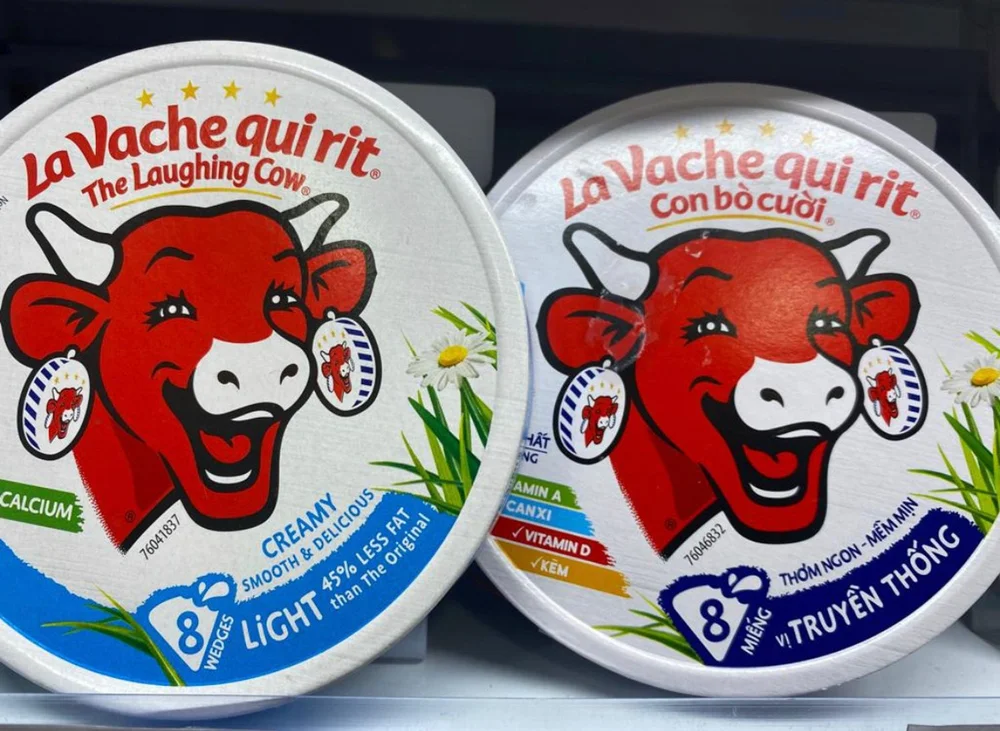 La Vache qui rit®
The Laughing Cow®
CALCIUM
76041837
CREAMY
SMOOTH & DELICIOUS
8
WEDGES
LiGHT
45% LESS FAT
than The Original
La Vache qui rit®
Con bò cười®
AMIN A
CANXI
✓VITAMIN D
✓KẼM
76046832
THƠM NGON - MỀM MỊN
8
MIẾNG
VỊ TRUYỀN THỐNG